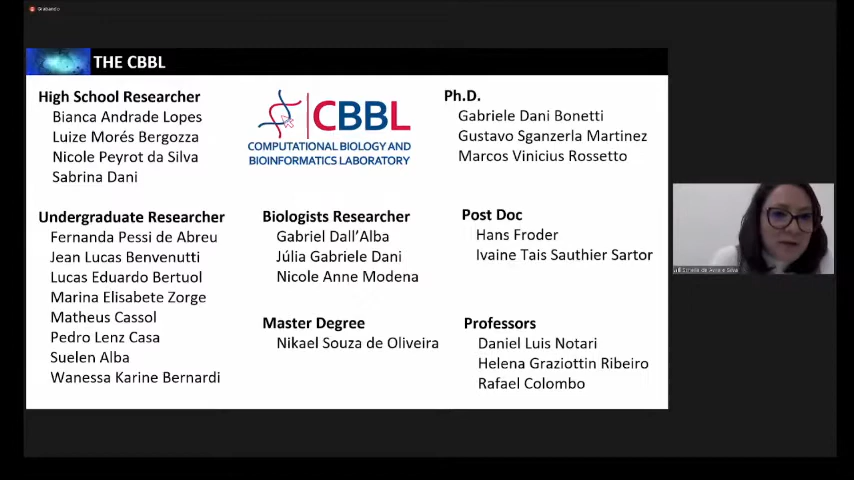 Grabando
THE CBBL
High School Researcher
Bianca Andrade Lopes
Luize Morés Bergozza
Nicole Peyrot da Silva
Sabrina Dani
CBBL
COMPUTATIONAL BIOLOGY AND
BIOINFORMATICS LABORATORY
Ph.D.
Gabriele Dani Bonetti
Gustavo Sganzerla Martinez
Marcos Vinicius Rossetto
Undergraduate Researcher
Fernanda Pessi de Abreu
Jean Lucas Benvenutti
Lucas Eduardo Bertuol
Marina Elisabete Zorge
Matheus Cassol
Pedro Lenz Casa
Suelen Alba
Wanessa Karine Bernardi
Biologists Researcher
Gabriel Dall’Alba
Júlia Gabriele Dani
Nicole Anne Modena
Master Degree
Nikael Souza de Oliveira
Post Doc
Hans Froder
Ivaine Tais Sauthier Sartor
Professors
Daniel Luis Notari
Helena Graziottin Ribeiro
Rafael Colombo